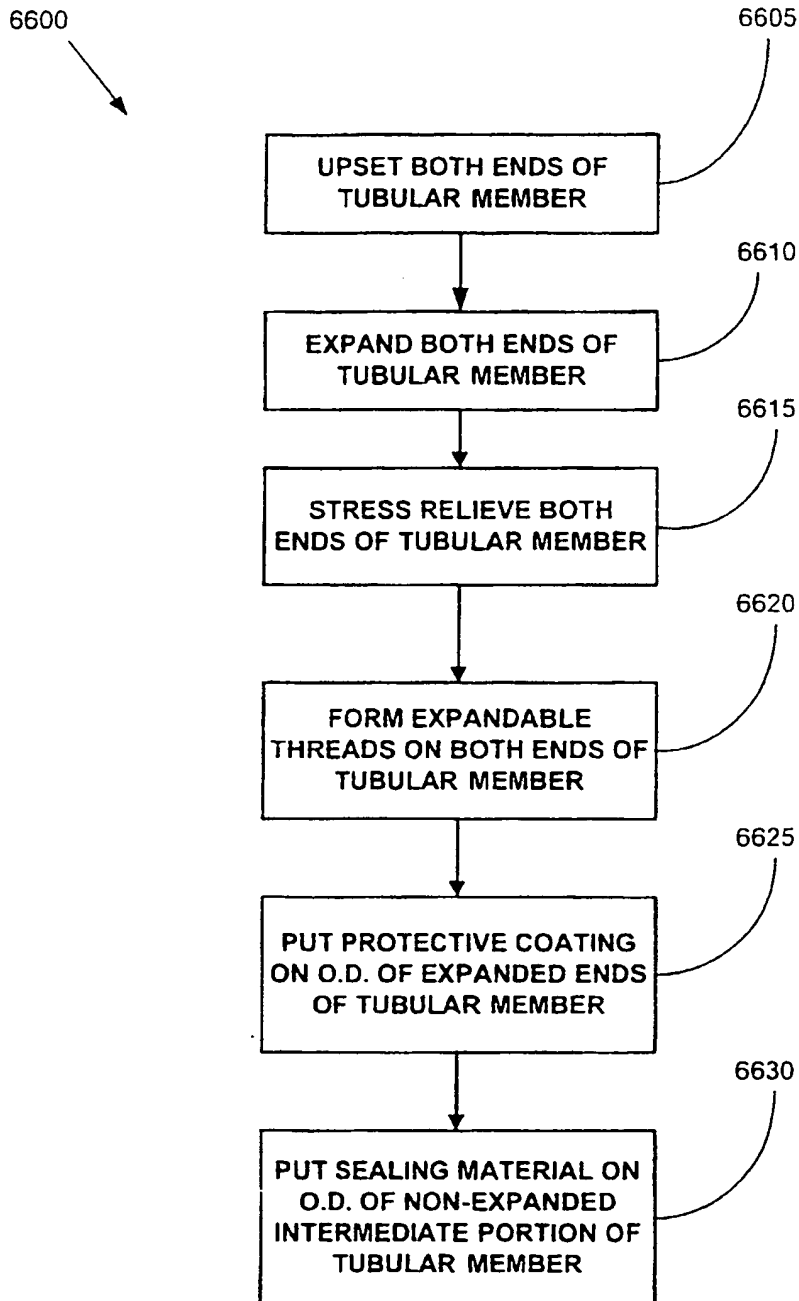 6600
6605
UPSET BOTH ENDS OF
TUBULAR MEMBER
6610
EXPAND BOTH ENDS OF
TUBULAR MEMBER
6615
STRESS RELIEVE BOTH
ENDS OF TUBULAR MEMBER
6620
FORM EXPANDABLE
THREADS ON BOTH ENDS OF
TUBULAR MEMBER
6625
PUT PROTECTIVE COATING
ON O.D. OF EXPANDED ENDS
OF TUBULAR MEMBER
6630
PUT SEALING MATERIAL ON
O.D. OF NON-EXPANDED
INTERMEDIATE PORTION OF
TUBULAR MEMBER